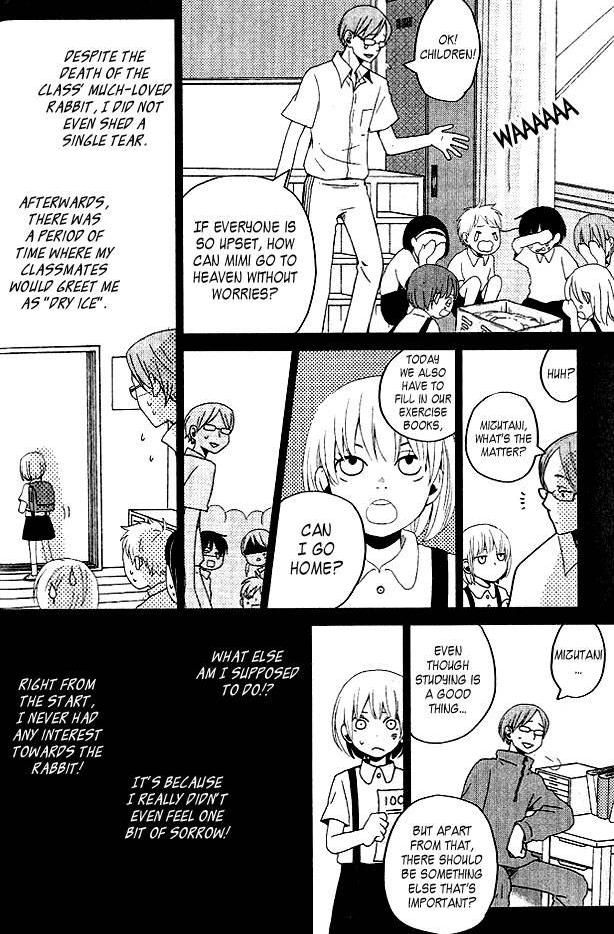 OK!
CHILDREN!
WAAAAAA
IF EVERYONE IS
SO UPSET, HOW
CAN MIMI GO TO
HEAVEN WITHOUT
WORRIES?
DESPITE THE
DEATH OF THE
CLASS' MUCH-LOVED
RABBIT, I DID NOT
EVEN SHED A
SINGLE TEAR.
AFTERWARDS,
THERE WAS
A PERIOD OF
TIME WHERE MY
CLASSMATES
WOULD GREET ME
AS "DRY ICE".
HUH?
MIZUTANI,
WHAT'S THE
MATTER?
TODAY
WE ALSO
HAVE TO
FILL IN OUR
EXERCISE
BOOKS,
CAN
I GO
HOME?
MIZUTANI
...
EVEN
THOUGH
STUDYING IS
A GOOD
THING...
BUT APART
FROM THAT,
THERE SHOULD
BE SOMETHING
ELSE THAT'S
IMPORTANT?
100
WHAT ELSE
AM I SUPPOSED
TO DO!?
RIGHT FROM
THE START,
I NEVER HAD
ANY INTEREST
TOWARDS THE
RABBIT!
IT'S BECAUSE
I REALLY DIDN'T
EVEN FEEL ONE
BIT OF SORROW!